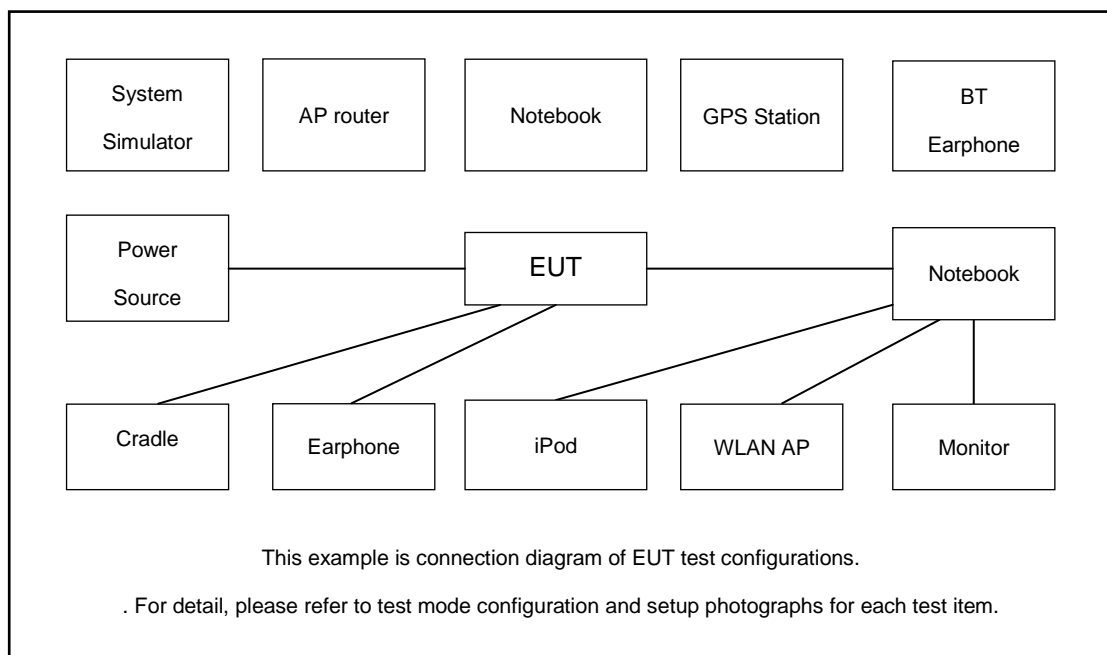 System
Simulator
AP router
Notebook
GPS Station
BT
Earphone
Power
Source
EUT
Notebook
Cradle
Earphone
iPod
WLAN AP
Monitor
This example is connection diagram of EUT test configurations.
. For detail, please refer to test mode configuration and setup photographs for each test item.